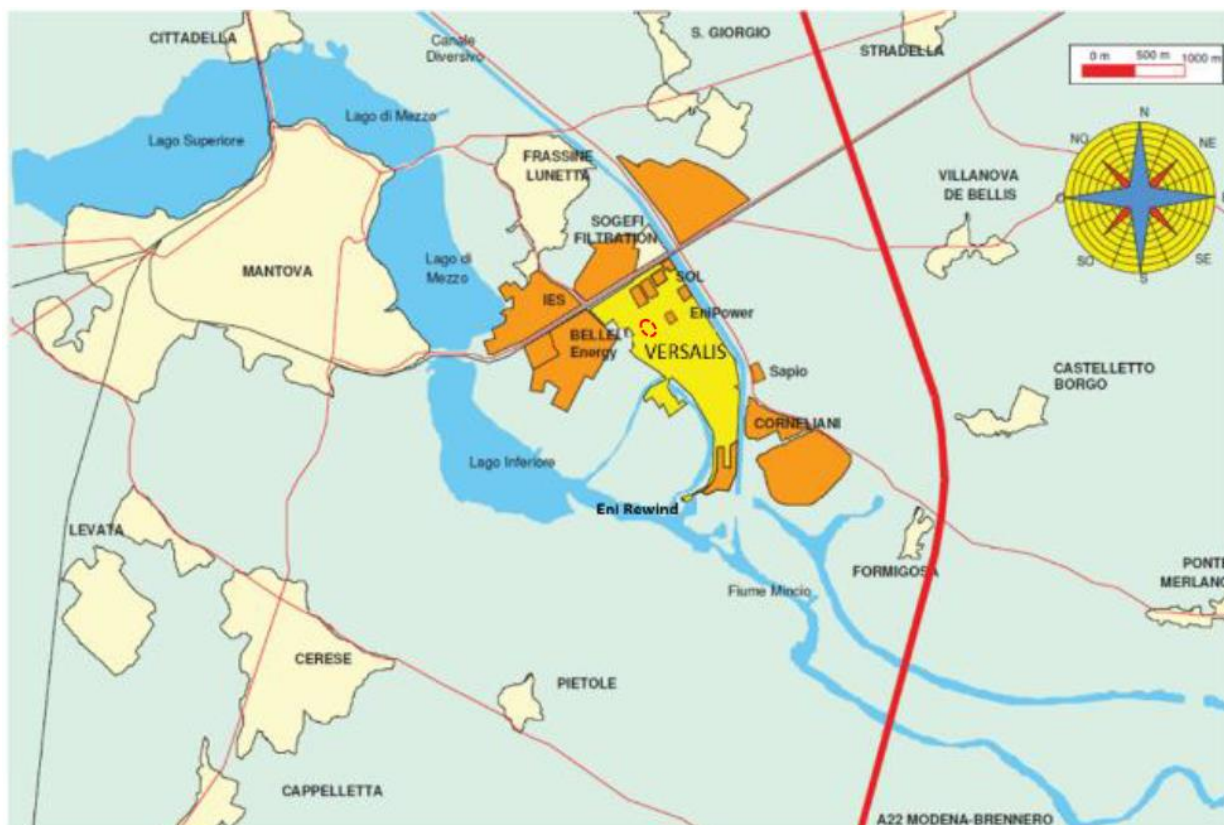 CITTADELLA
Canale
Diversivo
S. GIORGIO
STRADELLA
0 m 500 m 1000 m
Lago Superiore
Lago di Mezzo
FRASSINE
LUNETTA
N
NO
NE
O
SO
SE
S
VILLANOVA
DE BELLIS
SOGEFI
FILTRATION
MANTOVA
Lago di
Mezzo
IES
SOL
EniPower
BELLELI
Energy
VERSALIS
Sapio
CASTELLETTO
BORGO
CORNELIANI
Lago Inferiore
Eni Rewind
LEVATA
FORMIGOSA
PONTE
MERLANO
Fiume Mincio
CERESE
PIETOLE
CAPPELLETTA
A22 MODENA-BRENNERO